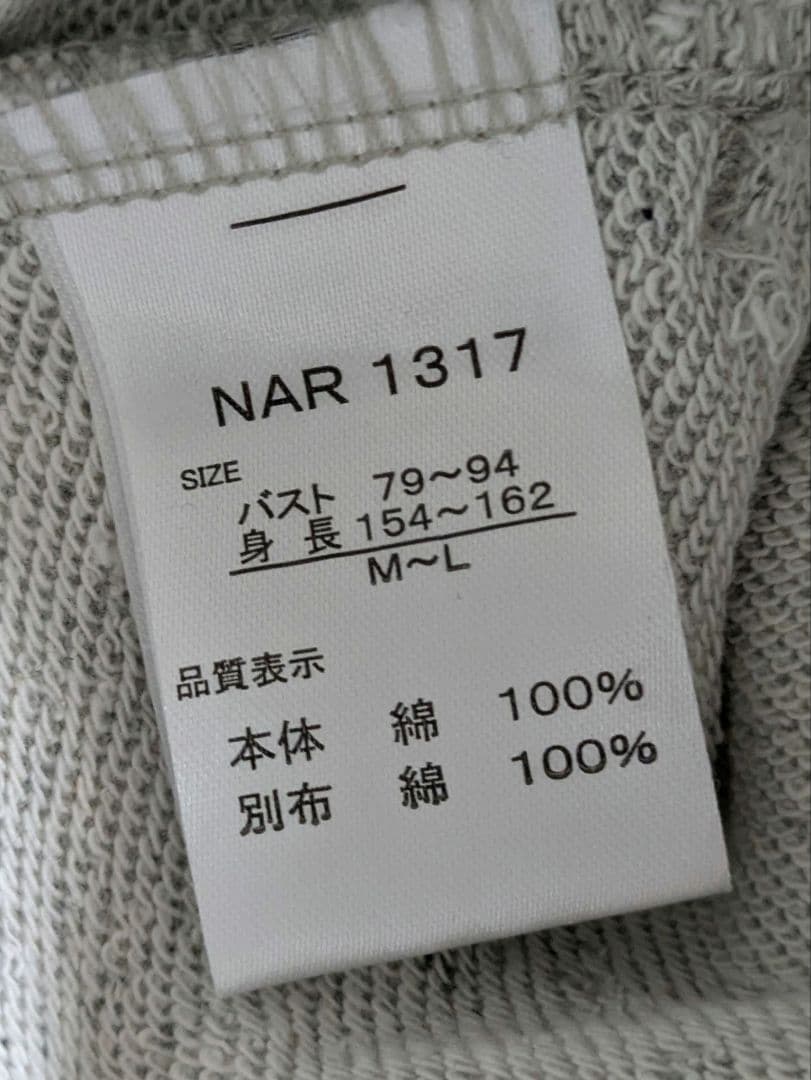 NAR 1317
SIZE
バスト 79〜94
身長 154〜162
M〜L
品質表示
本体 綿 100%
別布 綿 100%